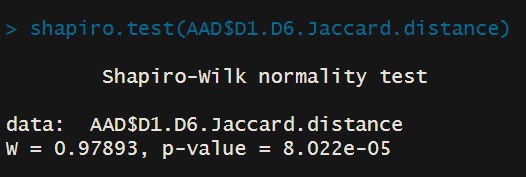 > shapiro.test(AAD$D1.D6.Jaccard.distance)
Shapiro-Wilk normality test
data:  AAD$D1.D6.Jaccard.distance
W = 0.97893, p-value = 8.022e-05